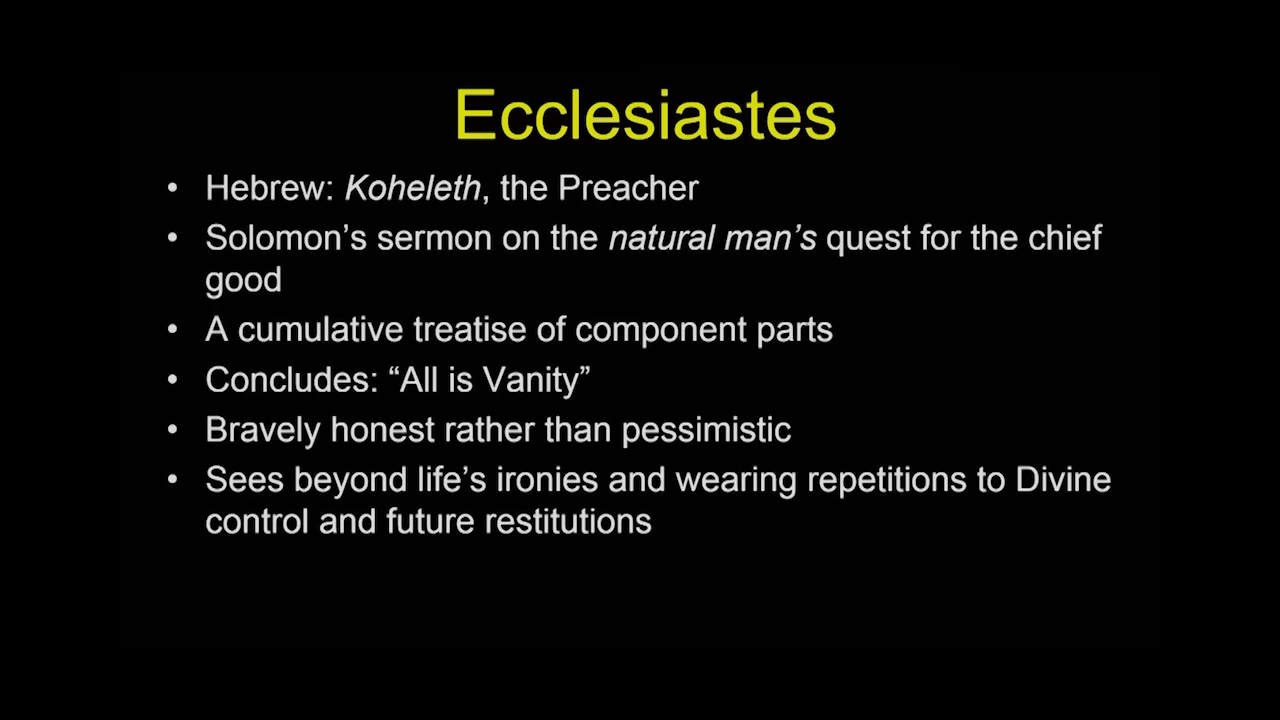 Ecclesiastes
• Hebrew: Koheleth, the Preacher
• Solomon’s sermon on the natural man’s quest for the chief
good
• A cumulative treatise of component parts
• Concludes: “All is Vanity”
• Bravely honest rather than pessimistic
• Sees beyond life’s ironies and wearing repetitions to Divine
control and future restitutions